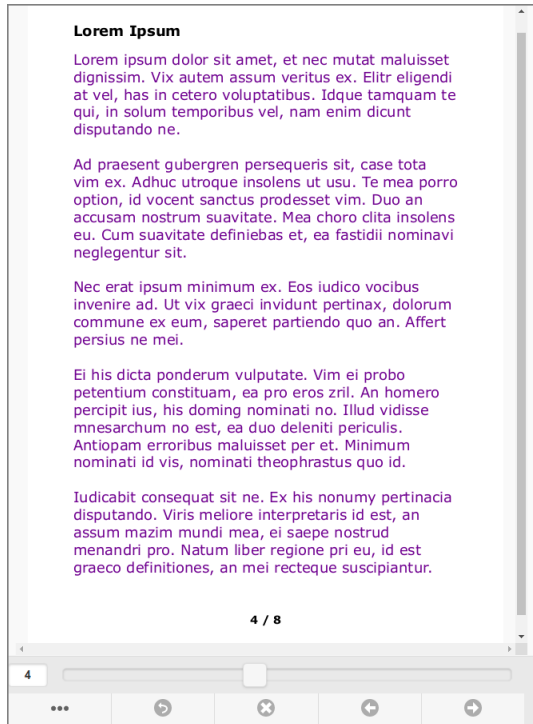 Lorem Ipsum
Lorem ipsum dolor sit amet, et nec mutat maluisset
dignissim. Vix autem assum veritus ex. Elitr eligendi
at vel, has in cetero voluptatibus. Idque tamquam te
qui, in solum temporibus vel, nam enim dicunt
disputando ne.
Ad praesent gubergren persequeris sit, case tota
vim ex. Adhuc utroque insolens ut usu. Te mea porro
option, id vocent sanctus prodesset vim. Duo an
accusam nostrum suavitate. Mea choro clita insolens
eu. Cum suavitate definiebas et, ea fastidii nominavi
neglegentur sit.
Nec erat ipsum minimum ex. Eos iudico vocibus
invenire ad. Ut vix graeci invidunt pertinax, dolorum
commune ex eum, saperet partiendo quo an. Affert
persius ne mei.
Ei his dicta ponderum vulputate. Vim ei probo
petentium constituam, ea pro eros zril. An homero
percipit ius, his doming nominati no. Illud vidisse
mnesarchum no est, ea duo deleniti periculis.
Antiopam erroribus maluisset per et. Minimum
nominati id vis, nominati theophrastus quo id.
Iudicabit consequat sit ne. Ex his nonumy pertinacia
disputando. Viris meliore interpretaris id est, an
assum mazim mundi mea, ei saepe nostrud
menandri pro. Natum liber regione pri eu, id est
graeco definitiones, an mei recteque suscipiantur.
4 / 8
4